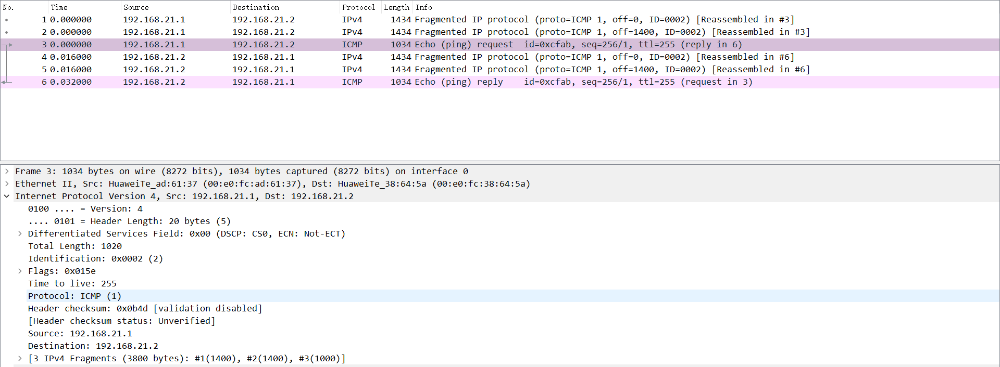 No. Time Source Destination Protocol Length Info
1 0.000000 192.168.21.1 192.168.21.2 IPv4 1434 Fragmented IP protocol (proto=ICMP 1, off=0, ID=0002) [Reassembled in #3]
2 0.000000 192.168.21.1 192.168.21.2 IPv4 1434 Fragmented IP protocol (proto=ICMP 1, off=1400, ID=0002) [Reassembled in #3]
3 0.000000 192.168.21.1 192.168.21.2 ICMP 1034 Echo (ping) request id=0xcfab, seq=256/1, ttl=255 (reply in 6)
4 0.016000 192.168.21.2 192.168.21.1 IPv4 1434 Fragmented IP protocol (proto=ICMP 1, off=0, ID=0002) [Reassembled in #6]
5 0.016000 192.168.21.2 192.168.21.1 IPv4 1434 Fragmented IP protocol (proto=ICMP 1, off=1400, ID=0002) [Reassembled in #6]
6 0.032000 192.168.21.2 192.168.21.1 ICMP 1034 Echo (ping) reply id=0xcfab, seq=256/1, ttl=255 (request in 3)
Frame 3: 1034 bytes on wire (8272 bits), 1034 bytes captured (8272 bits) on interface 0
Ethernet II, Src: HuaweiTe_ad:61:37 (00:e0:fc:ad:61:37), Dst: HuaweiTe_38:64:5a (00:e0:fc:38:64:5a)
Internet Protocol Version 4, Src: 192.168.21.1, Dst: 192.168.21.2
0100 .... = Version: 4
.... 0101 = Header Length: 20 bytes (5)
Differentiated Services Field: 0x00 (DSCP: CS0, ECN: Not-ECT)
Total Length: 1020
Identification: 0x0002 (2)
Flags: 0x015e
Time to live: 255
Protocol: ICMP (1)
Header checksum: 0x0b4d [validation disabled]
[Header checksum status: Unverified]
Source: 192.168.21.1
Destination: 192.168.21.2
[3 IPv4 Fragments (3800 bytes): #1(1400), #2(1400), #3(1000)]